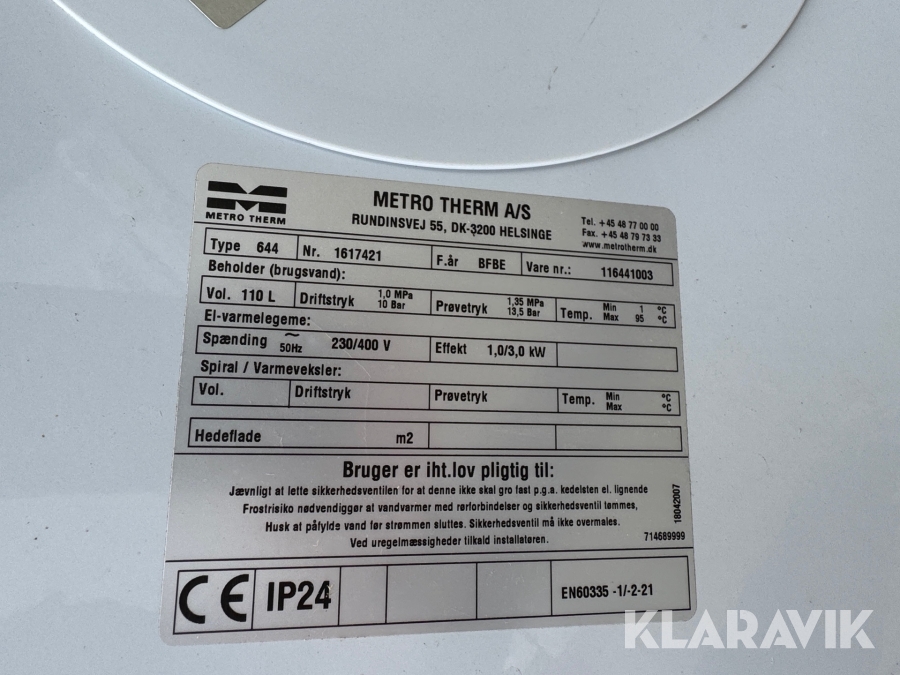 METRO THERM
METRO THERM A/S
RUNDINSVEJ 55, DK-3200 HELSINGE
Tel. +45 48 77 00 00
Fax. +45 48 79 73 33
www.metrotherm.dk
Type 644 Nr. 1617421 F.år BFBE Vare nr.: 116441003
Beholder (brugsvand):
Vol. 110 L Driftstryk 1,0 MPa 10 Bar Prøvetryk 1,35 MPa 13,5 Bar Temp. Min 1 °C Max 95 °C
El-varmelegeme:
Spænding ~ 50Hz 230/400 V Effekt 1,0/3,0 kW
Spiral / Varmeveksler:
Vol. Driftstryk Prøvetryk Temp. Min °C Max °C
Hedeflade m2
Bruger er iht.lov pligtig til:
Jævnligt at lette sikkerhedsventilen for at denne ikke skal gro fast p.g.a. kedelsten el. lignende
Frostrisiko nødvendiggør at vandvarmer med rørforbindelser og sikkerhedsventil tømmes,
Husk at påfylde vand før strømmen sluttes. Sikkerhedsventil må ikke overmales.
Ved uregelmæssigheder tilkald installatøren.
18042007
714689999
CE IP24 EN60335 -1/-2-21
KLARAVIK